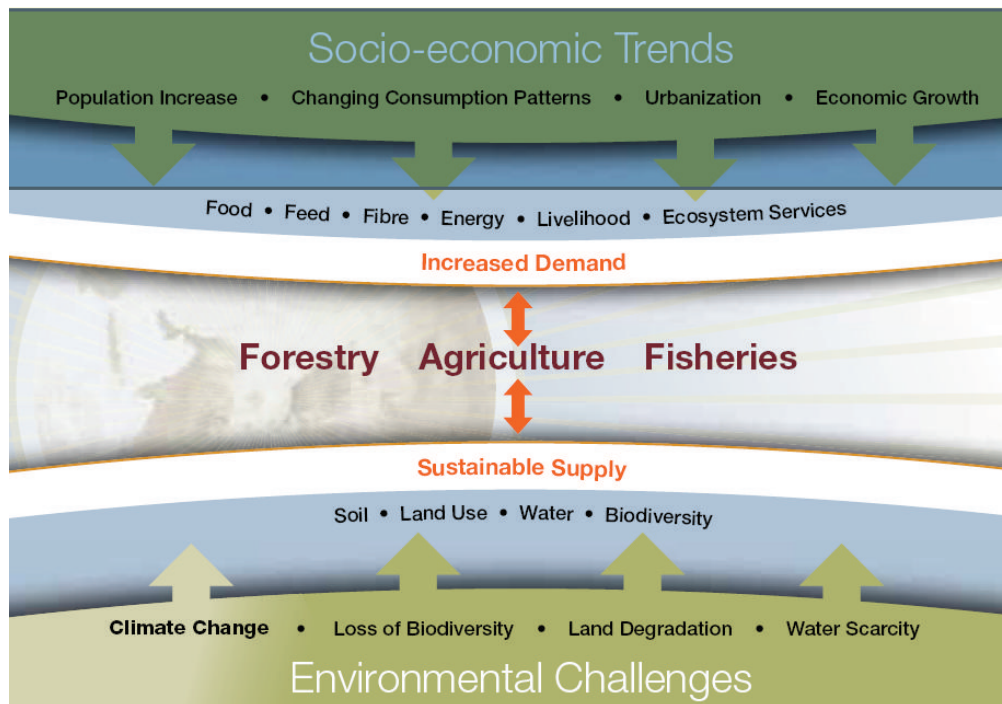 Socio-economic Trends
Population Increase • Changing Consumption Patterns • Urbanization • Economic Growth
Food • Feed • Fibre • Energy • Livelihood • Ecosystem Services
Increased Demand
Forestry Agriculture Fisheries
Sustainable Supply
Soil • Land Use • Water • Biodiversity
Climate Change • Loss of Biodiversity • Land Degradation • Water Scarcity
Environmental Challenges